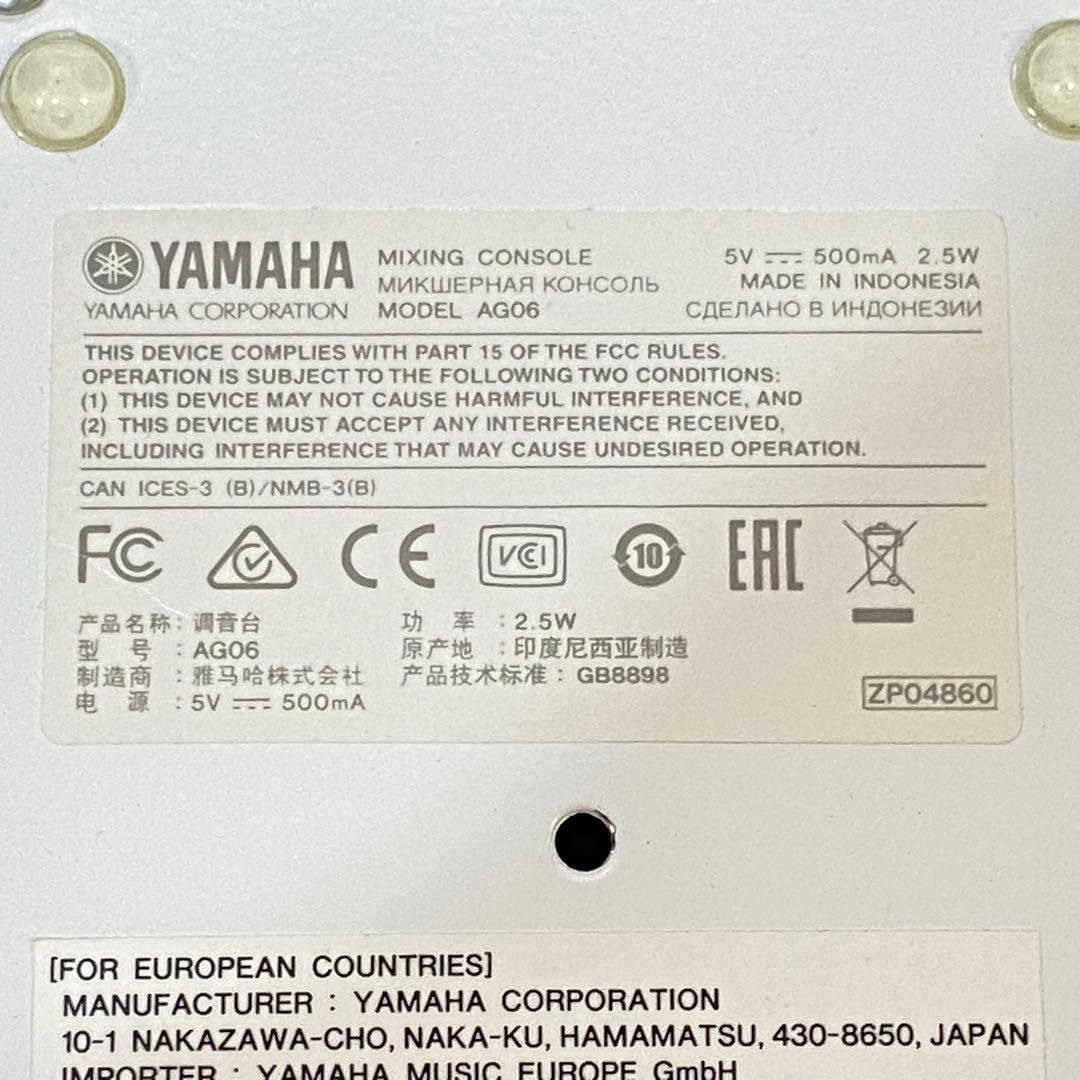 YAMAHA
YAMAHA CORPORATION
MIXING CONSOLE
МИКШЕРНАЯ КОНСОЛЬ
MODEL AG06
5V ⎓ 500mA 2.5W
MADE IN INDONESIA
СДЕЛАНО В ИНДОНЕЗИИ
THIS DEVICE COMPLIES WITH PART 15 OF THE FCC RULES.
OPERATION IS SUBJECT TO THE FOLLOWING TWO CONDITIONS:
(1) THIS DEVICE MAY NOT CAUSE HARMFUL INTERFERENCE, AND
(2) THIS DEVICE MUST ACCEPT ANY INTERFERENCE RECEIVED,
INCLUDING INTERFERENCE THAT MAY CAUSE UNDESIRED OPERATION.
CAN ICES-3 (B)/NMB-3(B)
FC CE VCI 10 EAC
产品名称：调音台
型 号：AG06
制造商：雅马哈株式会社
电 源：5V ⎓ 500mA
功 率：2.5W
原产地：印度尼西亚制造
产品技术标准：GB8898
ZP04860
[FOR EUROPEAN COUNTRIES]
MANUFACTURER : YAMAHA CORPORATION
10-1 NAKAZAWA-CHO, NAKA-KU, HAMAMATSU, 430-8650, JAPAN
IMPORTER : YAMAHA MUSIC EUROPE GmbH